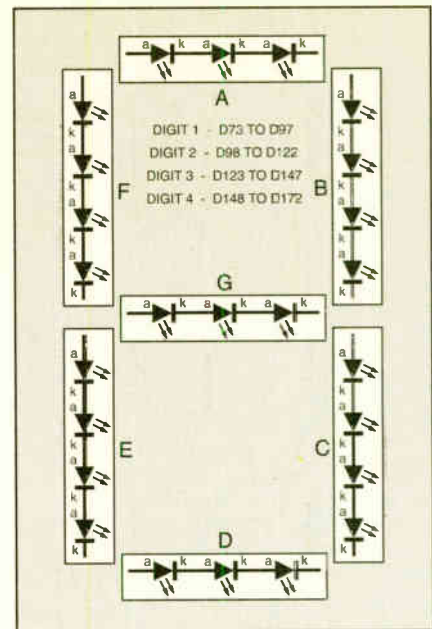 a k a k a k
A
a
k
a
k
a
k
a
k
F
DIGIT 1 - D73 TO D97
DIGIT 2 - D98 TO D122
DIGIT 3 - D123 TO D147
DIGIT 4 - D148 TO D172
B
a
k
a
k
a
k
a
k
G
a k a k a k
a
k
a
k
a
k
a
k
E
C
a
k
a
k
a
k
a
k
D
a k a k a k